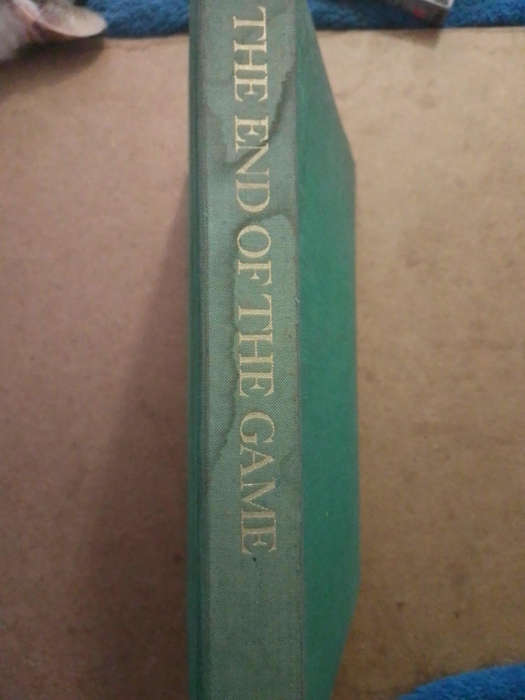 THE END OF THE GAME